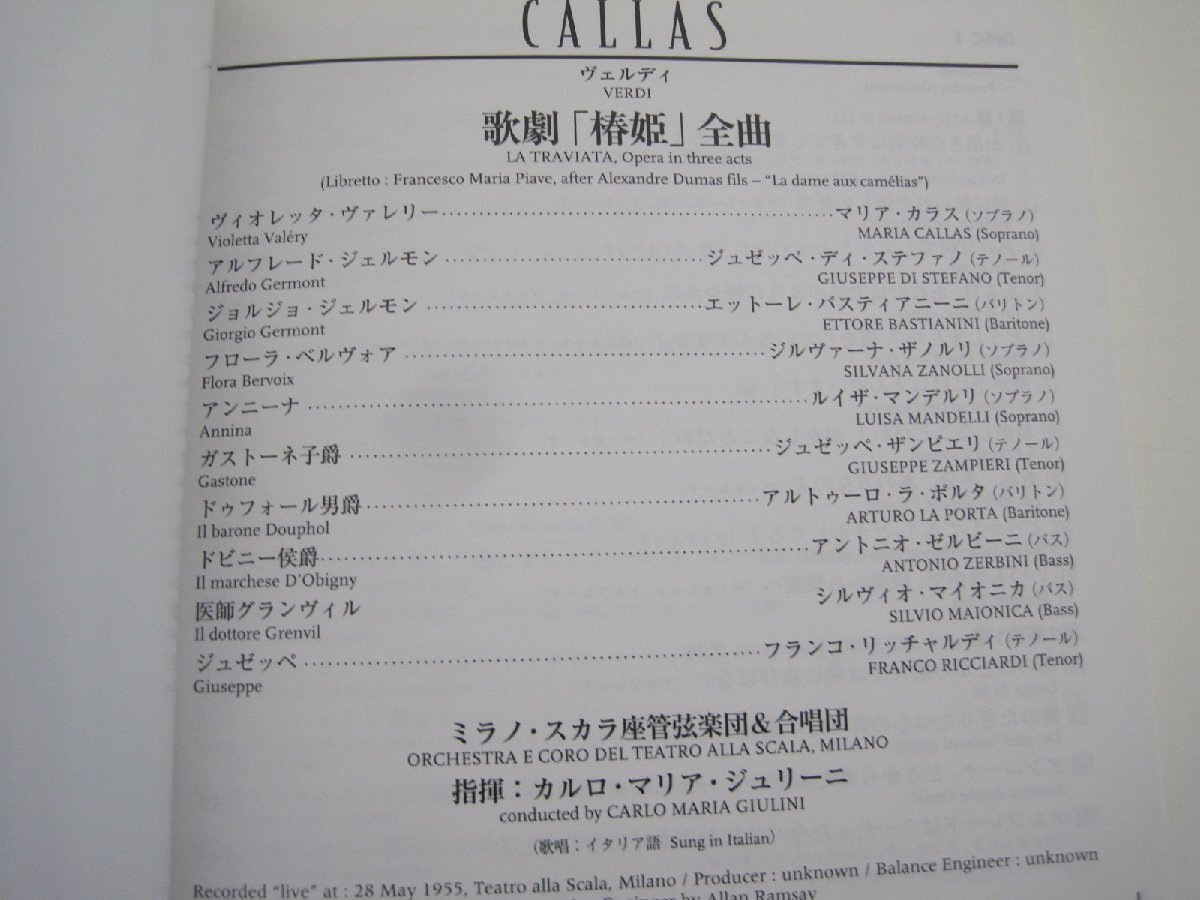 CALLAS
ヴェルディ
VERDI
歌劇「椿姫」全曲
LA TRAVIATA, Opera in three acts
(Libretto : Francesco Maria Piave, after Alexandre Dumas fils – “La dame aux camélias”)
ヴィオレッタ・ヴァレリー……マリア・カラス（ソプラノ）
Violetta Valéry MARIA CALLAS (Soprano)
アルフレード・ジェルモン……ジュゼッペ・ディ・ステファノ（テノール）
Alfredo Germont GIUSEPPE DI STEFANO (Tenor)
ジョルジョ・ジェルモン……エットーレ・バスティアニーニ（バリトン）
Giorgio Germont ETTORE BASTIANINI (Baritone)
フローラ・ベルヴォア……ジルヴァーナ・ザノルリ（ソプラノ）
Flora Bervoix SILVANA ZANOLLI (Soprano)
アンニーナ……ルイザ・マンデルリ（ソプラノ）
Annina LUISA MANDELLI (Soprano)
ガストーネ子爵……ジュゼッペ・ザンピエリ（テノール）
Gastone GIUSEPPE ZAMPIERI (Tenor)
ドゥフォール男爵……アルトゥーロ・ラ・ポルタ（バリトン）
Il barone Douphol ARTURO LA PORTA (Baritone)
ドビニー侯爵……アントニオ・ゼルビーニ（バス）
Il marchese D’Obigny ANTONIO ZERBINI (Bass)
医師グランヴィル シルヴィオ・マイオニカ（バス）
Il dottore Grenvil SILVIO MAIONICA (Bass)
ジュゼッペ……フランコ・リッチャルディ（テノール）
Giuseppe FRANCO RICCIARDI (Tenor)
ミラノ・スカラ座管弦楽団＆合唱団
ORCHESTRA E CORO DEL TEATRO ALLA SCALA, MILANO
指揮：カルロ・マリア・ジュリーニ
conducted by CARLO MARIA GIULINI
（歌唱：イタリア語 Sung in Italian）
Recorded “live” at : 28 May 1955, Teatro alla Scala, Milano / Producer : unknown / Balance Engineer : unknown
Engineer by Allan Ramsay